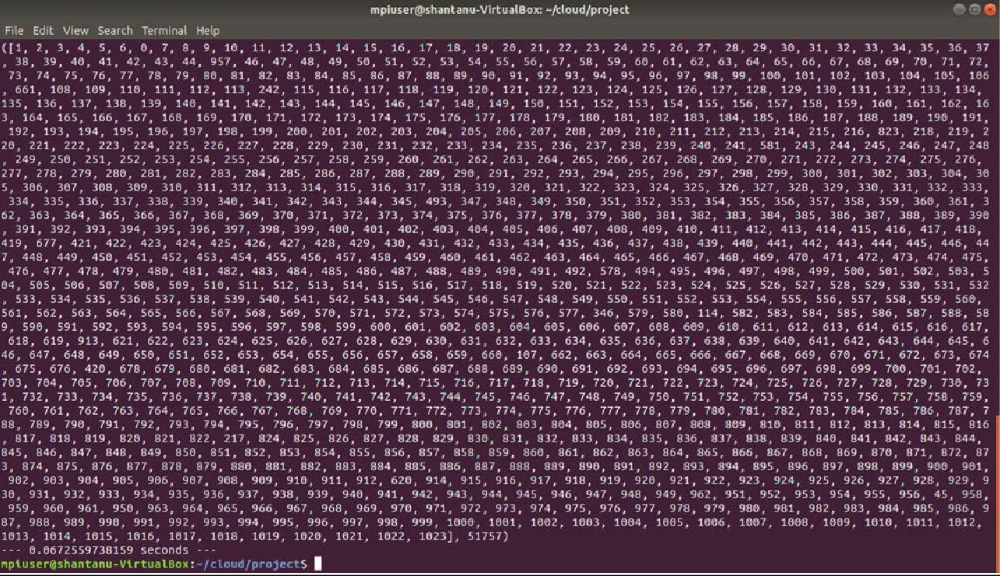 mpiuser@shantanu-VirtualBox: ~/cloud/project
File Edit View Search Terminal Help
([1, 2, 3, 4, 5, 6, 0, 7, 8, 9, 10, 11, 12, 13, 14, 15, 16, 17, 18, 19, 20, 21, 22, 23, 24, 25, 26, 27, 28, 29, 30, 31, 32, 33, 34, 35, 36, 37
, 38, 39, 40, 41, 42, 43, 44, 957, 46, 47, 48, 49, 50, 51, 52, 53, 54, 55, 56, 57, 58, 59, 60, 61, 62, 63, 64, 65, 66, 67, 68, 69, 70, 71, 72,
73, 74, 75, 76, 77, 78, 79, 80, 81, 82, 83, 84, 85, 86, 87, 88, 89, 90, 91, 92, 93, 94, 95, 96, 97, 98, 99, 100, 101, 102, 103, 104, 105, 106
, 661, 108, 109, 110, 111, 112, 113, 242, 115, 116, 117, 118, 119, 120, 121, 122, 123, 124, 125, 126, 127, 128, 129, 130, 131, 132, 133, 134,
135, 136, 137, 138, 139, 140, 141, 142, 143, 144, 145, 146, 147, 148, 149, 150, 151, 152, 153, 154, 155, 156, 157, 158, 159, 160, 161, 162, 16
3, 164, 165, 166, 167, 168, 169, 170, 171, 172, 173, 174, 175, 176, 177, 178, 179, 180, 181, 182, 183, 184, 185, 186, 187, 188, 189, 190, 191,
192, 193, 194, 195, 196, 197, 198, 199, 200, 201, 202, 203, 204, 205, 206, 207, 208, 209, 210, 211, 212, 213, 214, 215, 216, 823, 218, 219, 2
20, 221, 222, 223, 224, 225, 226, 227, 228, 229, 230, 231, 232, 233, 234, 235, 236, 237, 238, 239, 240, 241, 581, 243, 244, 245, 246, 247, 248
, 249, 250, 251, 252, 253, 254, 255, 256, 257, 258, 259, 260, 261, 262, 263, 264, 265, 266, 267, 268, 269, 270, 271, 272, 273, 274, 275, 276,
277, 278, 279, 280, 281, 282, 283, 284, 285, 286, 287, 288, 289, 290, 291, 292, 293, 294, 295, 296, 297, 298, 299, 300, 301, 302, 303, 304, 30
5, 306, 307, 308, 309, 310, 311, 312, 313, 314, 315, 316, 317, 318, 319, 320, 321, 322, 323, 324, 325, 326, 327, 328, 329, 330, 331, 332, 333,
334, 335, 336, 337, 338, 339, 340, 341, 342, 343, 344, 345, 493, 347, 348, 349, 350, 351, 352, 353, 354, 355, 356, 357, 358, 359, 360, 361, 3
62, 363, 364, 365, 366, 367, 368, 369, 370, 371, 372, 373, 374, 375, 376, 377, 378, 379, 380, 381, 382, 383, 384, 385, 386, 387, 388, 389, 390
, 391, 392, 393, 394, 395, 396, 397, 398, 399, 400, 401, 402, 403, 404, 405, 406, 407, 408, 409, 410, 411, 412, 413, 414, 415, 416, 417, 418,
419, 677, 421, 422, 423, 424, 425, 426, 427, 428, 429, 430, 431, 432, 433, 434, 435, 436, 437, 438, 439, 440, 441, 442, 443, 444, 445, 446, 44
7, 448, 449, 450, 451, 452, 453, 454, 455, 456, 457, 458, 459, 460, 461, 462, 463, 464, 465, 466, 467, 468, 469, 470, 471, 472, 473, 474, 475,
476, 477, 478, 479, 480, 481, 482, 483, 484, 485, 486, 487, 488, 489, 490, 491, 492, 578, 494, 495, 496, 497, 498, 499, 500, 501, 502, 503, 5
04, 505, 506, 507, 508, 509, 510, 511, 512, 513, 514, 515, 516, 517, 518, 519, 520, 521, 522, 523, 524, 525, 526, 527, 528, 529, 530, 531, 532
, 533, 534, 535, 536, 537, 538, 539, 540, 541, 542, 543, 544, 545, 546, 547, 548, 549, 550, 551, 552, 553, 554, 555, 556, 557, 558, 559, 560,
561, 562, 563, 564, 565, 566, 567, 568, 569, 570, 571, 572, 573, 574, 575, 576, 577, 346, 579, 580, 114, 582, 583, 584, 585, 586, 587, 588, 58
9, 590, 591, 592, 593, 594, 595, 596, 597, 598, 599, 600, 601, 602, 603, 604, 605, 606, 607, 608, 609, 610, 611, 612, 613, 614, 615, 616, 617,
618, 619, 913, 621, 622, 623, 624, 625, 626, 627, 628, 629, 630, 631, 632, 633, 634, 635, 636, 637, 638, 639, 640, 641, 642, 643, 644, 645, 6
46, 647, 648, 649, 650, 651, 652, 653, 654, 655, 656, 657, 658, 659, 660, 107, 662, 663, 664, 665, 666, 667, 668, 669, 670, 671, 672, 673, 674
, 675, 676, 420, 678, 679, 680, 681, 682, 683, 684, 685, 686, 687, 688, 689, 690, 691, 692, 693, 694, 695, 696, 697, 698, 699, 700, 701, 702,
703, 704, 705, 706, 707, 708, 709, 710, 711, 712, 713, 714, 715, 716, 717, 718, 719, 720, 721, 722, 723, 724, 725, 726, 727, 728, 729, 730, 73
1, 732, 733, 734, 735, 736, 737, 738, 739, 740, 741, 742, 743, 744, 745, 746, 747, 748, 749, 750, 751, 752, 753, 754, 755, 756, 757, 758, 759,
760, 761, 762, 763, 764, 765, 766, 767, 768, 769, 770, 771, 772, 773, 774, 775, 776, 777, 778, 779, 780, 781, 782, 783, 784, 785, 786, 787, 7
88, 789, 790, 791, 792, 793, 794, 795, 796, 797, 798, 799, 800, 801, 802, 803, 804, 805, 806, 807, 808, 809, 810, 811, 812, 813, 814, 815, 816
, 817, 818, 819, 820, 821, 822, 217, 824, 825, 826, 827, 828, 829, 830, 831, 832, 833, 834, 835, 836, 837, 838, 839, 840, 841, 842, 843, 844,
845, 846, 847, 848, 849, 850, 851, 852, 853, 854, 855, 856, 857, 858, 859, 860, 861, 862, 863, 864, 865, 866, 867, 868, 869, 870, 871, 872, 87
3, 874, 875, 876, 877, 878, 879, 880, 881, 882, 883, 884, 885, 886, 887, 888, 889, 890, 891, 892, 893, 894, 895, 896, 897, 898, 899, 900, 901,
902, 903, 904, 905, 906, 907, 908, 909, 910, 911, 912, 620, 914, 915, 916, 917, 918, 919, 920, 921, 922, 923, 924, 925, 926, 927, 928, 929, 9
30, 931, 932, 933, 934, 935, 936, 937, 938, 939, 940, 941, 942, 943, 944, 945, 946, 947, 948, 949, 962, 951, 952, 953, 954, 955, 956, 45, 958,
959, 960, 961, 950, 963, 964, 965, 966, 967, 968, 969, 970, 971, 972, 973, 974, 975, 976, 977, 978, 979, 980, 981, 982, 983, 984, 985, 986, 9
87, 988, 989, 990, 991, 992, 993, 994, 995, 996, 997, 998, 999, 1000, 1001, 1002, 1003, 1004, 1005, 1006, 1007, 1008, 1009, 1010, 1011, 1012,
1013, 1014, 1015, 1016, 1017, 1018, 1019, 1020, 1021, 1022, 1023], 51757)
--- 0.0672559738159 seconds ---
mpiuser@shantanu-VirtualBox:~/cloud/project$